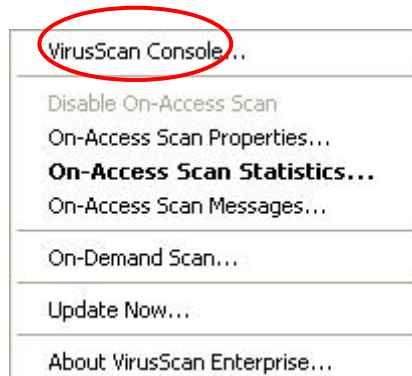 VirusScan Console...
Disable On-Access Scan
On-Access Scan Properties...
On-Access Scan Statistics...
On-Access Scan Messages...
On-Demand Scan...
Update Now...
About VirusScan Enterprise...